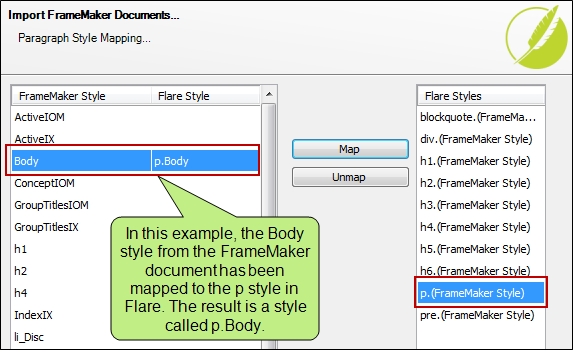 Import FrameMaker Documents...
Paragraph Style Mapping...
FrameMaker Style Flare Style
ActiveIOM
ActiveIX
Body p.Body
ConceptIOM
GroupTitlesIOM
GroupTitlesIX
h1
h2
h4
IndexIX
li_Disc
Map
Unmap
Flare Styles
blockquote.(FrameMa...
div.(FrameMaker Style)
h1.(FrameMaker Style)
h2.(FrameMaker Style)
h3.(FrameMaker Style)
h4.(FrameMaker Style)
h5.(FrameMaker Style)
h6.(FrameMaker Style)
p.(FrameMaker Style)
pre.(FrameMaker Style)
In this example, the Body
style from the FrameMaker
document has been
mapped to the p style in
Flare. The result is a style
called p.Body.